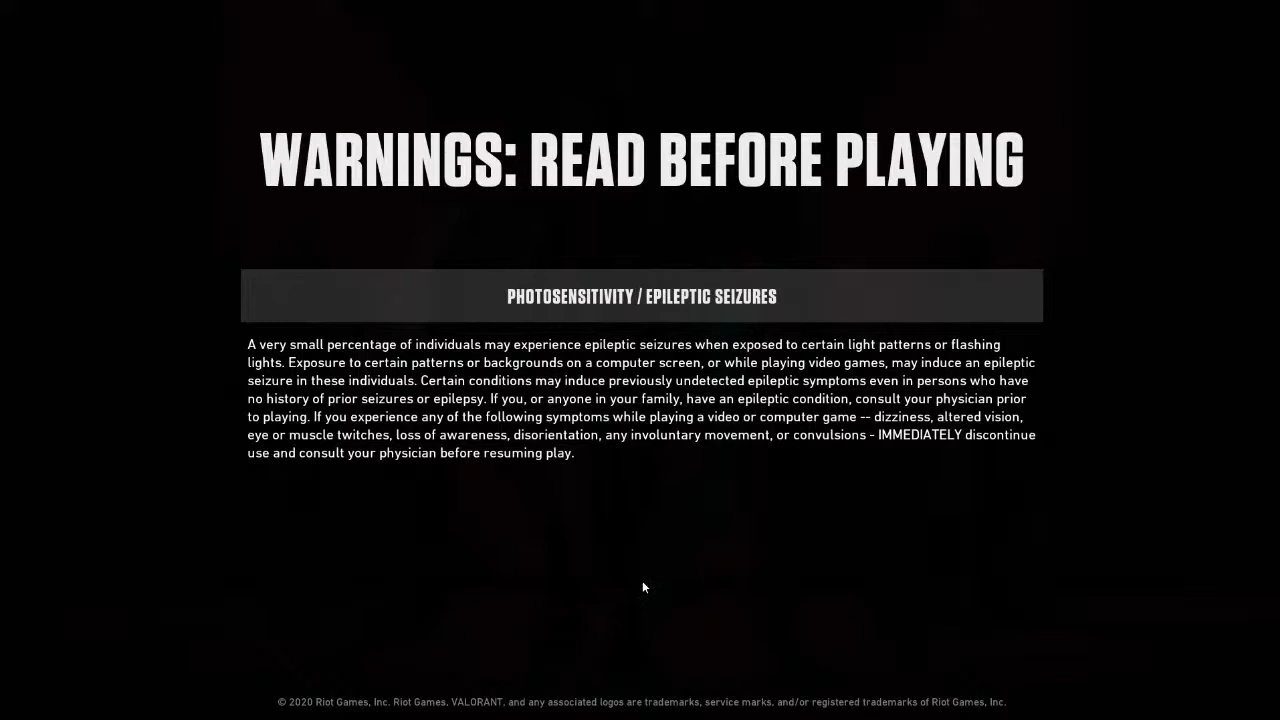 WARNINGS: READ BEFORE PLAYING
PHOTOSENSITIVITY / EPILEPTIC SEIZURES
A very small percentage of individuals may experience epileptic seizures when exposed to certain light patterns or flashing
lights. Exposure to certain patterns or backgrounds on a computer screen, or while playing video games, may induce an epileptic
seizure in these individuals. Certain conditions may induce previously undetected epileptic symptoms even in persons who have
no history of prior seizures or epilepsy. If you, or anyone in your family, have an epileptic condition, consult your physician prior
to playing. If you experience any of the following symptoms while playing a video or computer game -- dizziness, altered vision,
eye or muscle twitches, loss of awareness, disorientation, any involuntary movement, or convulsions - IMMEDIATELY discontinue
use and consult your physician before resuming play.
© 2020 Riot Games, Inc. Riot Games, VALORANT, and any associated logos are trademarks, service marks, and/or registered trademarks of Riot Games, Inc.